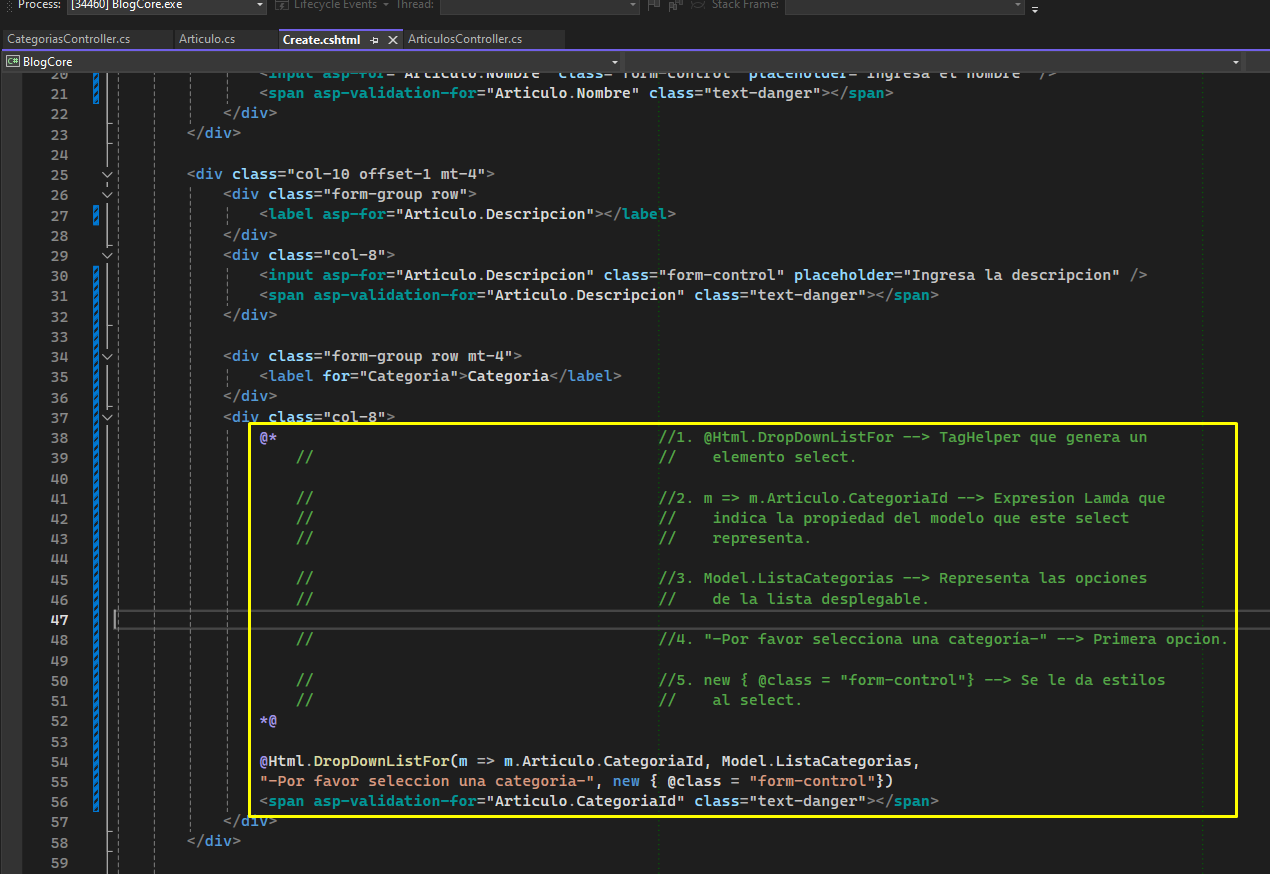 Process: [34460] BlogCore.exe Lifecycle Events Thread: Stack Frame:
CategoriasController.cs Articulo.cs Create.cshtml ArticulosController.cs
C# BlogCore
20 <input asp-for="Articulo.Nombre" class="form-control" placeholder="Ingresa el nombre" />
21 <span asp-validation-for="Articulo.Nombre" class="text-danger"></span>
22 </div>
23 </div>
24
25 <div class="col-10 offset-1 mt-4">
26 <div class="form-group row">
27 <label asp-for="Articulo.Descripcion"></label>
28 </div>
29 <div class="col-8">
30 <input asp-for="Articulo.Descripcion" class="form-control" placeholder="Ingresa la descripcion" />
31 <span asp-validation-for="Articulo.Descripcion" class="text-danger"></span>
32 </div>
33
34 <div class="form-group row mt-4">
35 <label for="Categoria">Categoria</label>
36 </div>
37 <div class="col-8">
38 @* //1. @Html.DropDownListFor --> TagHelper que genera un
39 // // elemento select.
40
41 // //2. m => m.Articulo.CategoriaId --> Expresion Lamda que
42 // // indica la propiedad del modelo que este select
43 // // representa.
44
45 // //3. Model.ListaCategorias --> Representa las opciones
46 // // de la lista desplegable.
47
48 // //4. "-Por favor selecciona una categoría-" --> Primera opcion.
49
50 // //5. new { @class = "form-control"} --> Se le da estilos
51 // // al select.
52 *@
53
54 @Html.DropDownListFor(m => m.Articulo.CategoriaId, Model.ListaCategorias,
55 "-Por favor seleccion una categoria-", new { @class = "form-control"})
56 <span asp-validation-for="Articulo.CategoriaId" class="text-danger"></span>
57 </div>
58 </div>
59